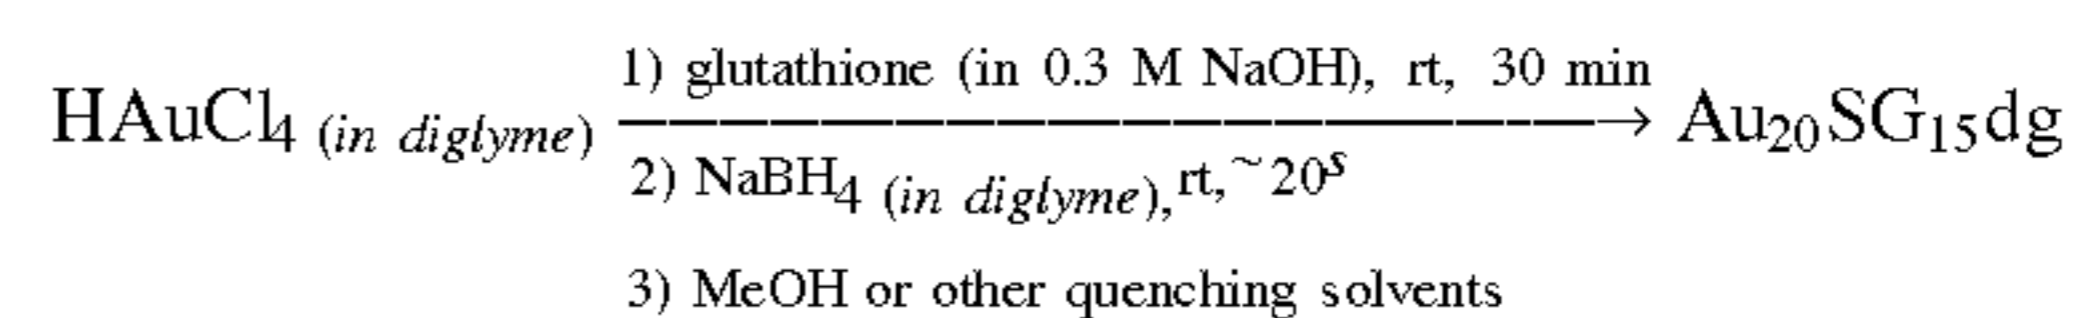 1) glutathione (in 0.3 M NaOH), rt, 30 min
HAuCl4 (in diglyme) ⟶ Au20SG15dg
2) NaBH4 (in diglyme), rt, ~20s
3) MeOH or other quenching solvents